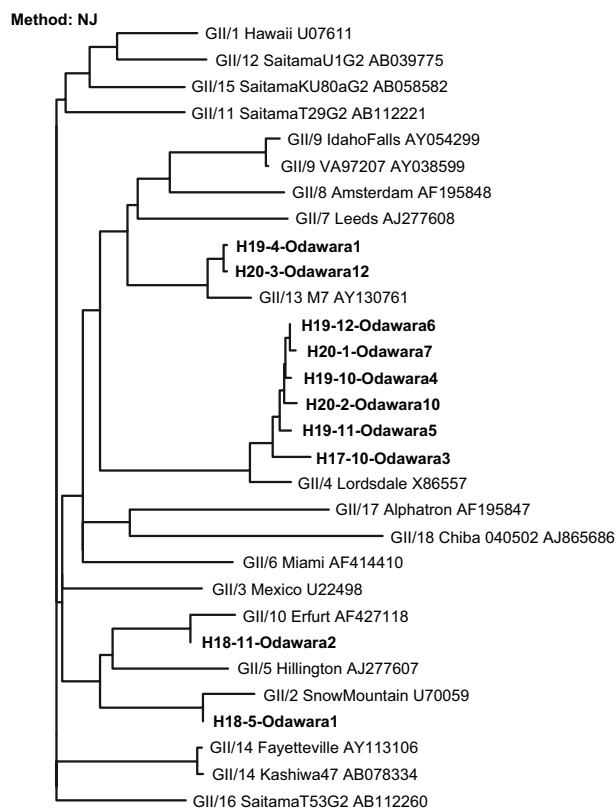 Method: NJ
GII/1 Hawaii U07611
GII/12 SaitamaU1G2 AB039775
GII/15 SaitamaKU80aG2 AB058582
GII/11 SaitamaT29G2 AB112221
GII/9 IdahoFalls AY054299
GII/9 VA97207 AY038599
GII/8 Amsterdam AF195848
GII/7 Leeds AJ277608
H19-4-Odawara1
H20-3-Odawara12
GII/13 M7 AY130761
H19-12-Odawara6
H20-1-Odawara7
H19-10-Odawara4
H20-2-Odawara10
H19-11-Odawara5
H17-10-Odawara3
GII/4 Lordsdale X86557
GII/17 Alphatron AF195847
GII/18 Chiba 040502 AJ865686
GII/6 Miami AF414410
GII/3 Mexico U22498
GII/10 Erfurt AF427118
H18-11-Odawara2
GII/5 Hillington AJ277607
GII/2 SnowMountain U70059
H18-5-Odawara1
GII/14 Fayetteville AY113106
GII/14 Kashiwa47 AB078334
GII/16 SaitamaT53G2 AB112260